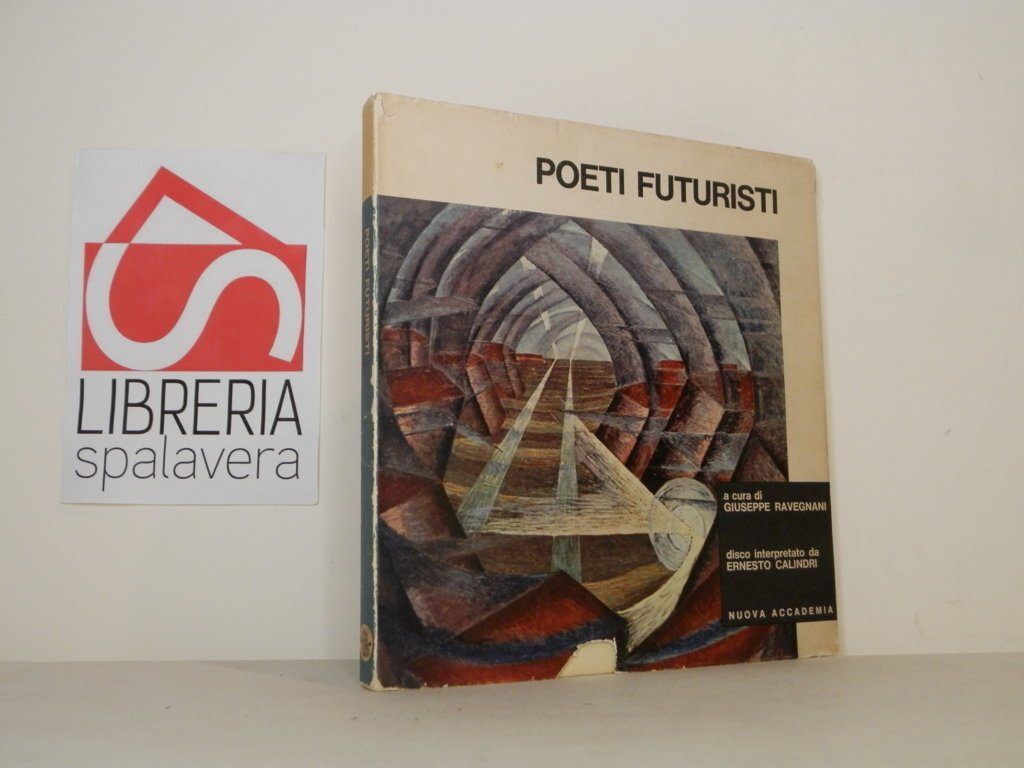 LIBRERIA
spalavera
POETI FUTURISTI
POETI FUTURISTI
a cura di
GIUSEPPE RAVEGNANI
disco interpretato da
ERNESTO CALINDRI
NUOVA ACCADEMIA